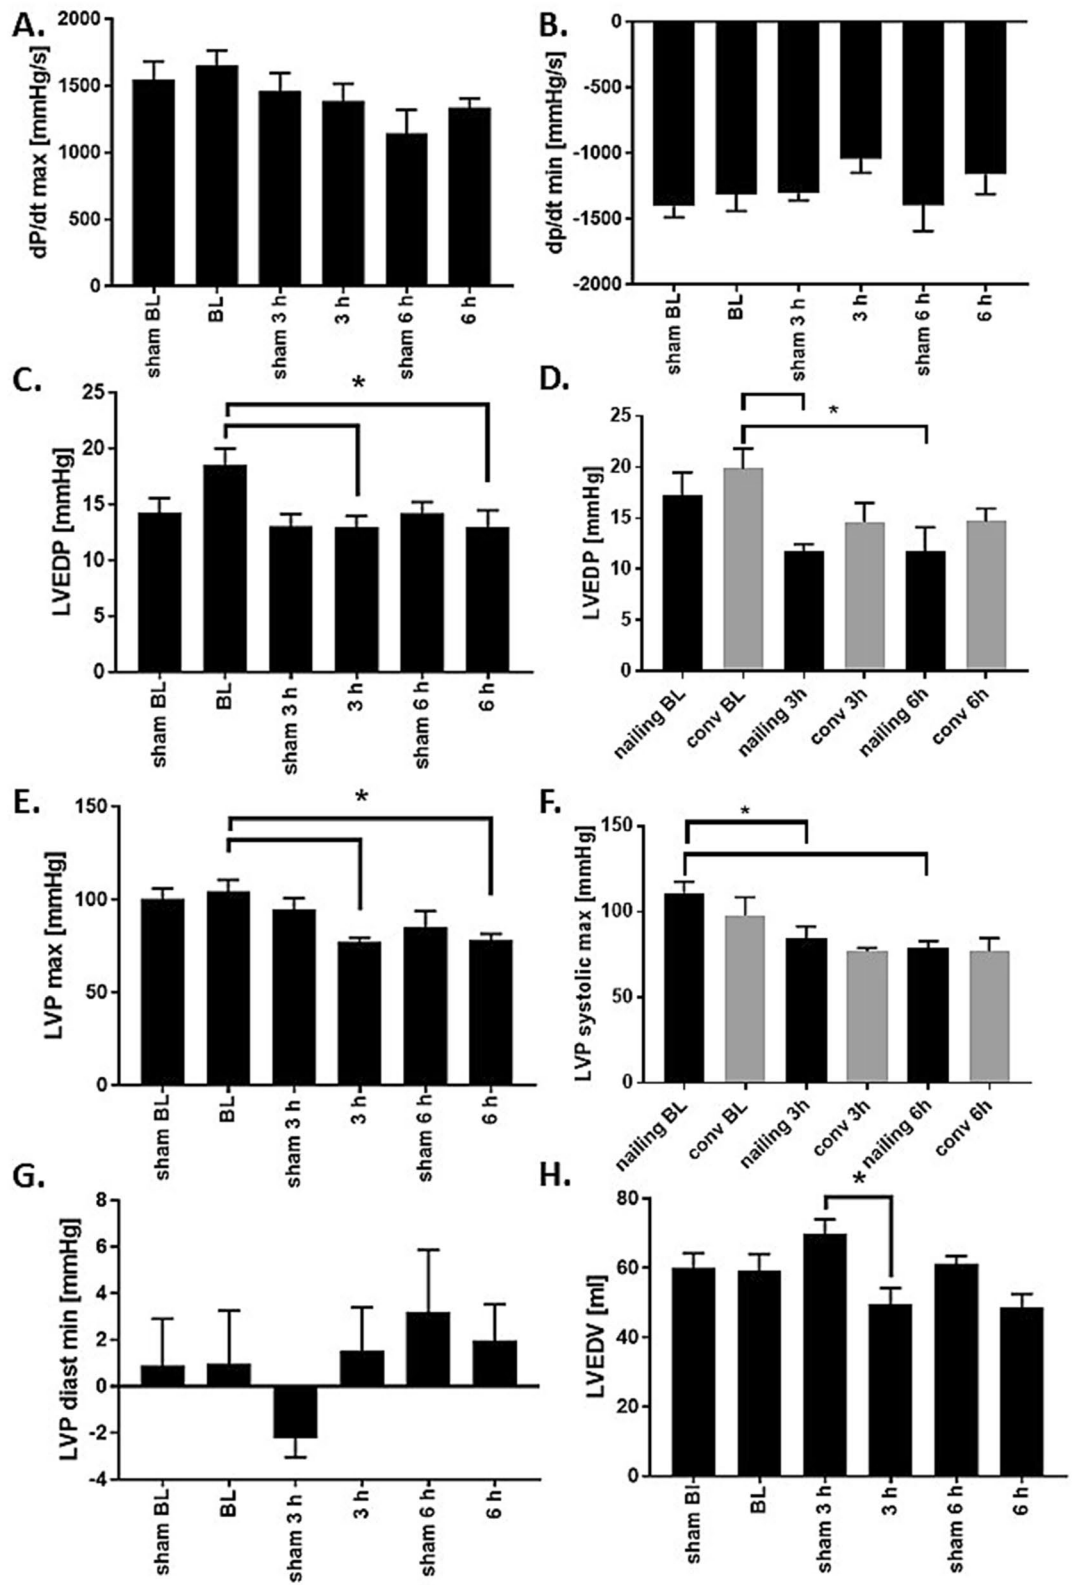 A.
dP/dt max [mmHg/s]
2000
1500
1000
500
0
sham BL
BL
sham 3 h
3 h
sham 6 h
6 h
B.
dp/dt min [mmHg/s]
0
-500
-1000
-1500
-2000
sham BL
BL
sham 3 h
3 h
sham 6 h
6 h
C.
LVEDP [mmHg]
25
20
15
10
5
0
*
sham BL
BL
sham 3 h
3 h
sham 6 h
6 h
D.
LVEDP [mmHg]
25
20
15
10
5
0
*
nailing BL
conv BL
nailing 3h
conv 3h
nailing 6h
conv 6h
E.
LVP max [mmHg]
150
100
50
0
*
sham BL
BL
sham 3 h
3 h
sham 6 h
6 h
F.
LVP systolic max [mmHg]
150
100
50
0
*
nailing BL
conv BL
nailing 3h
conv 3h
nailing 6h
conv 6h
G.
LVP diast min [mmHg]
8
6
4
2
0
-2
-4
sham BL
BL
sham 3 h
3 h
sham 6 h
6 h
H.
LVEDV [ml]
80
60
40
20
0
*
sham Bl
BL
sham 3 h
3 h
sham 6 h
6 h